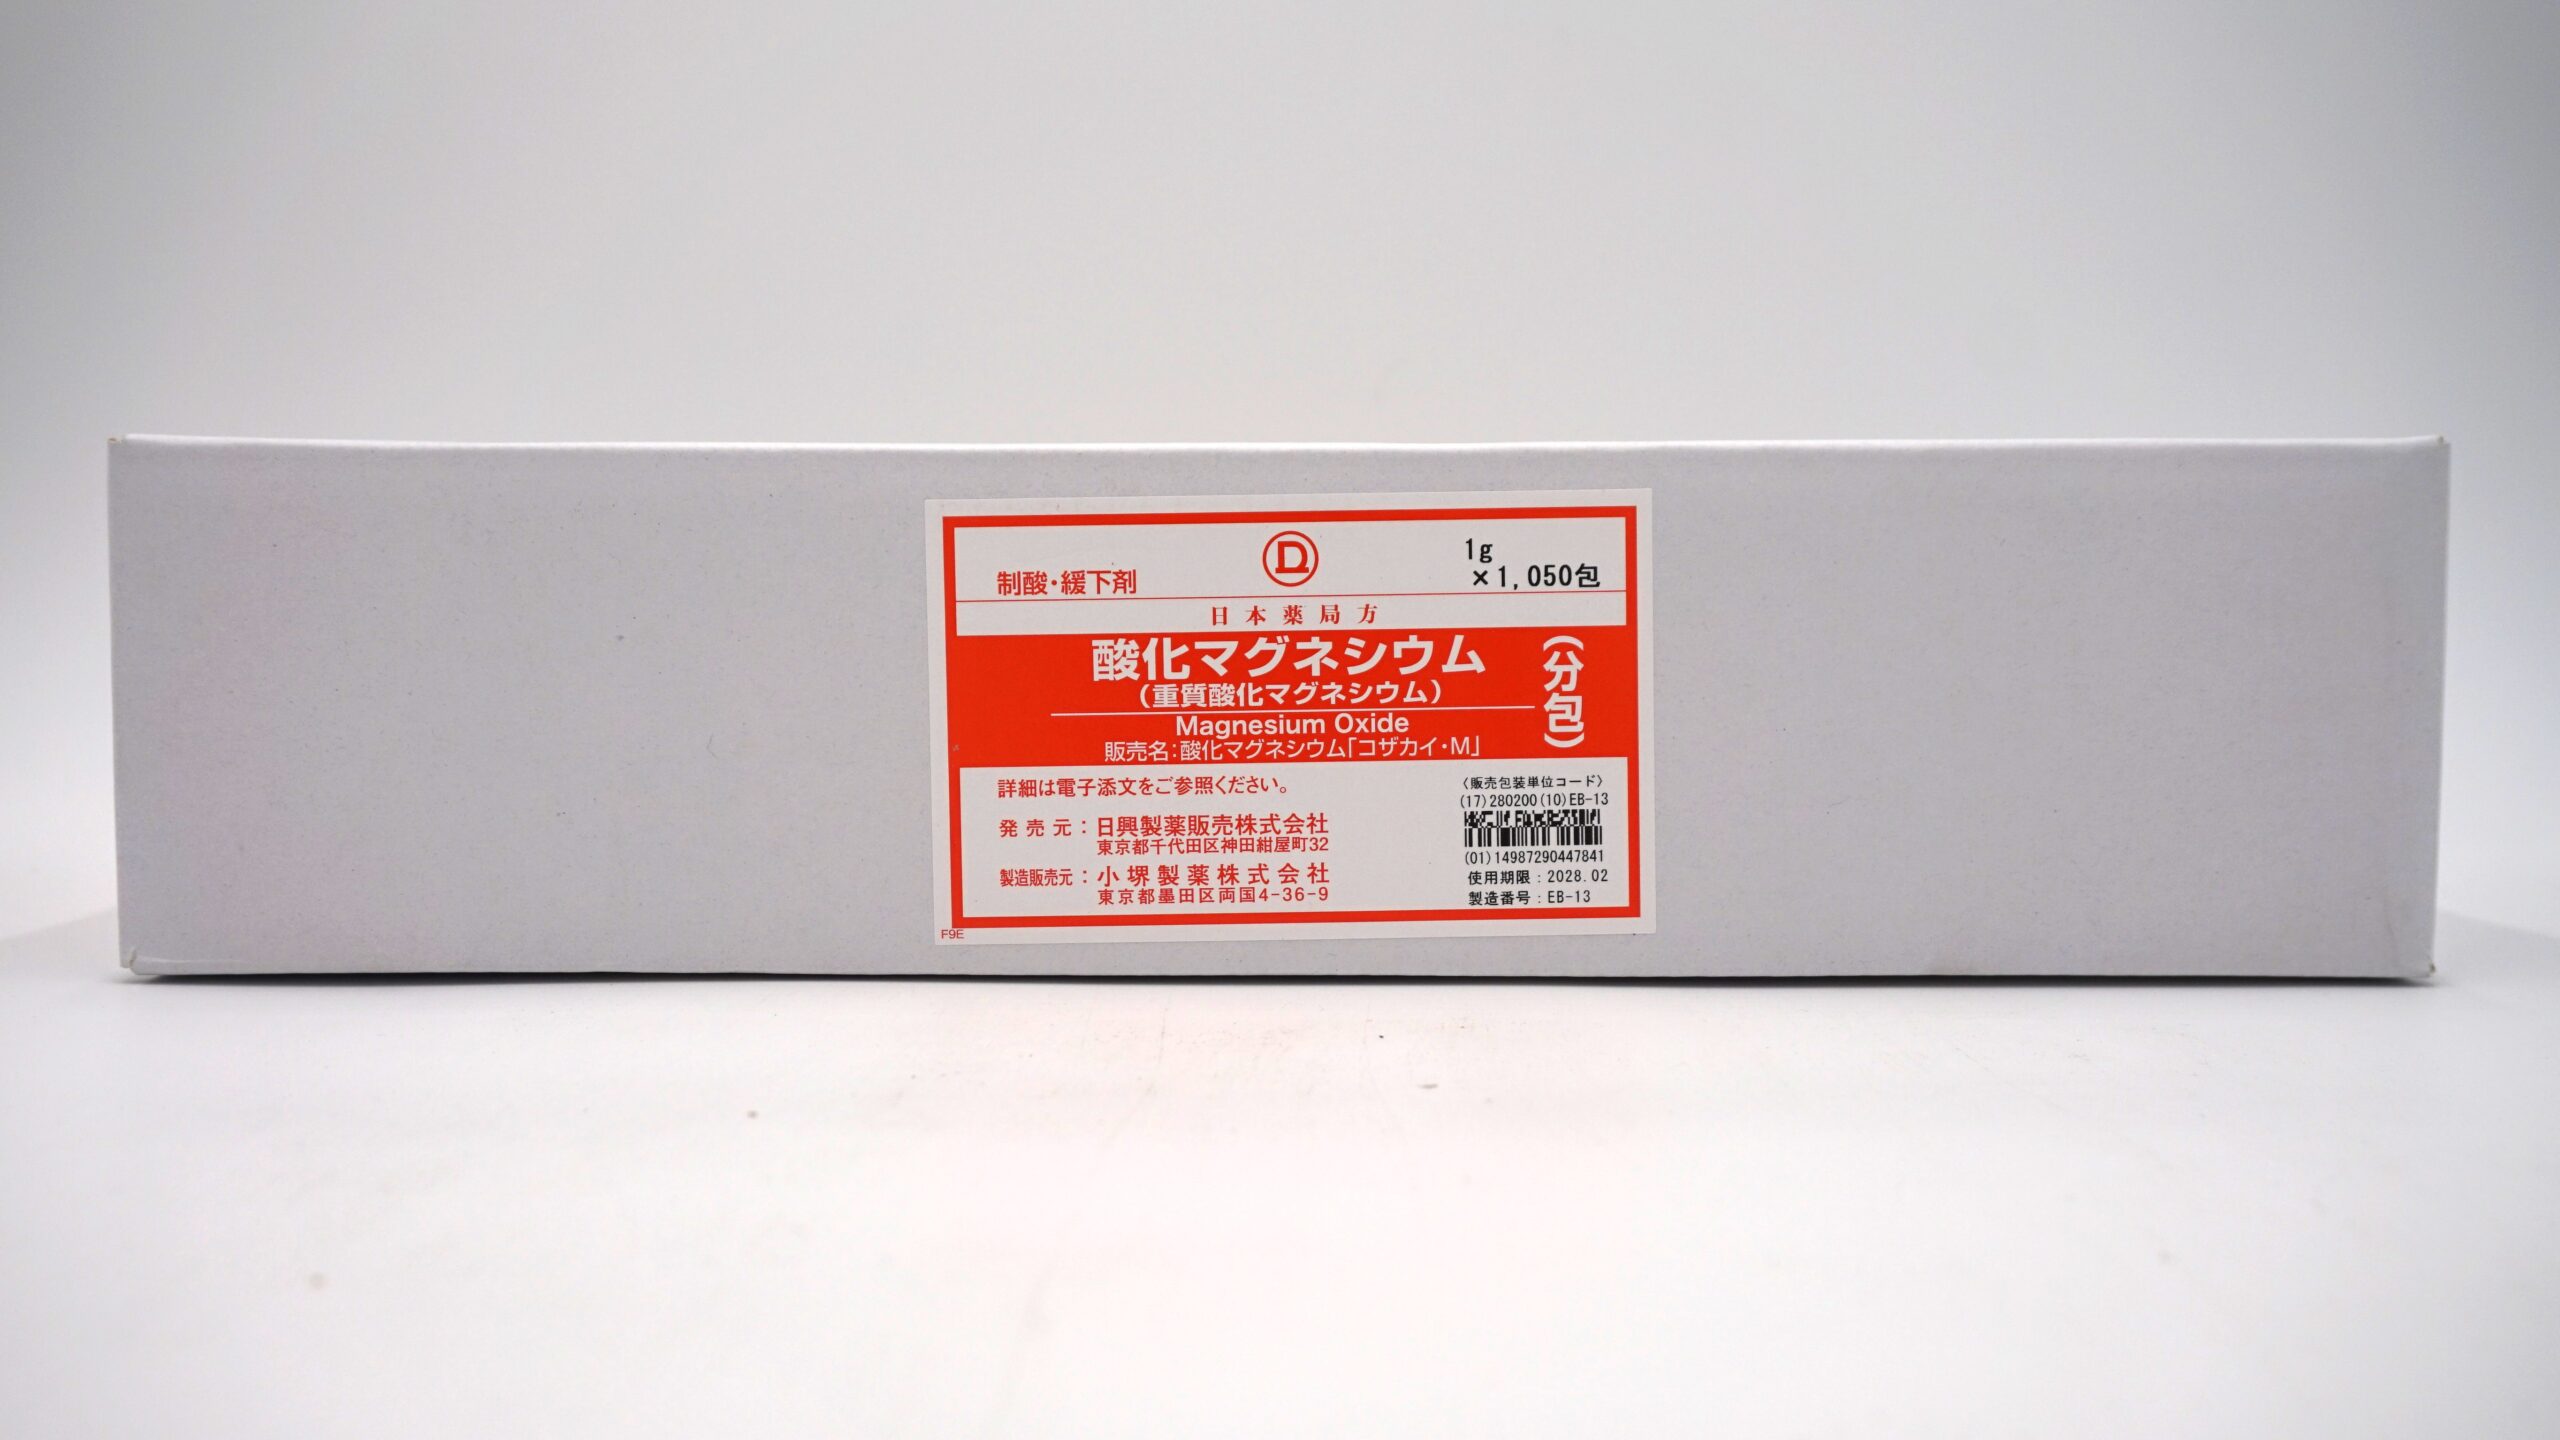 制酸・緩下剤
1g
×1,050包
日本薬局方
酸化マグネシウム
(重質酸化マグネシウム)
(分包)
Magnesium Oxide
販売名:酸化マグネシウム「コザカイ・M」
詳細は電子添文をご参照ください。
発売元:日興製薬販売株式会社
東京都千代田区神田紺屋町32
製造販売元:小堺製薬株式会社
東京都墨田区両国4-36-9
〈販売包装単位コード〉
(17)280200(10)EB-13
(01)14987290447841
使用期限:2028.02
製造番号:EB-13
F9E